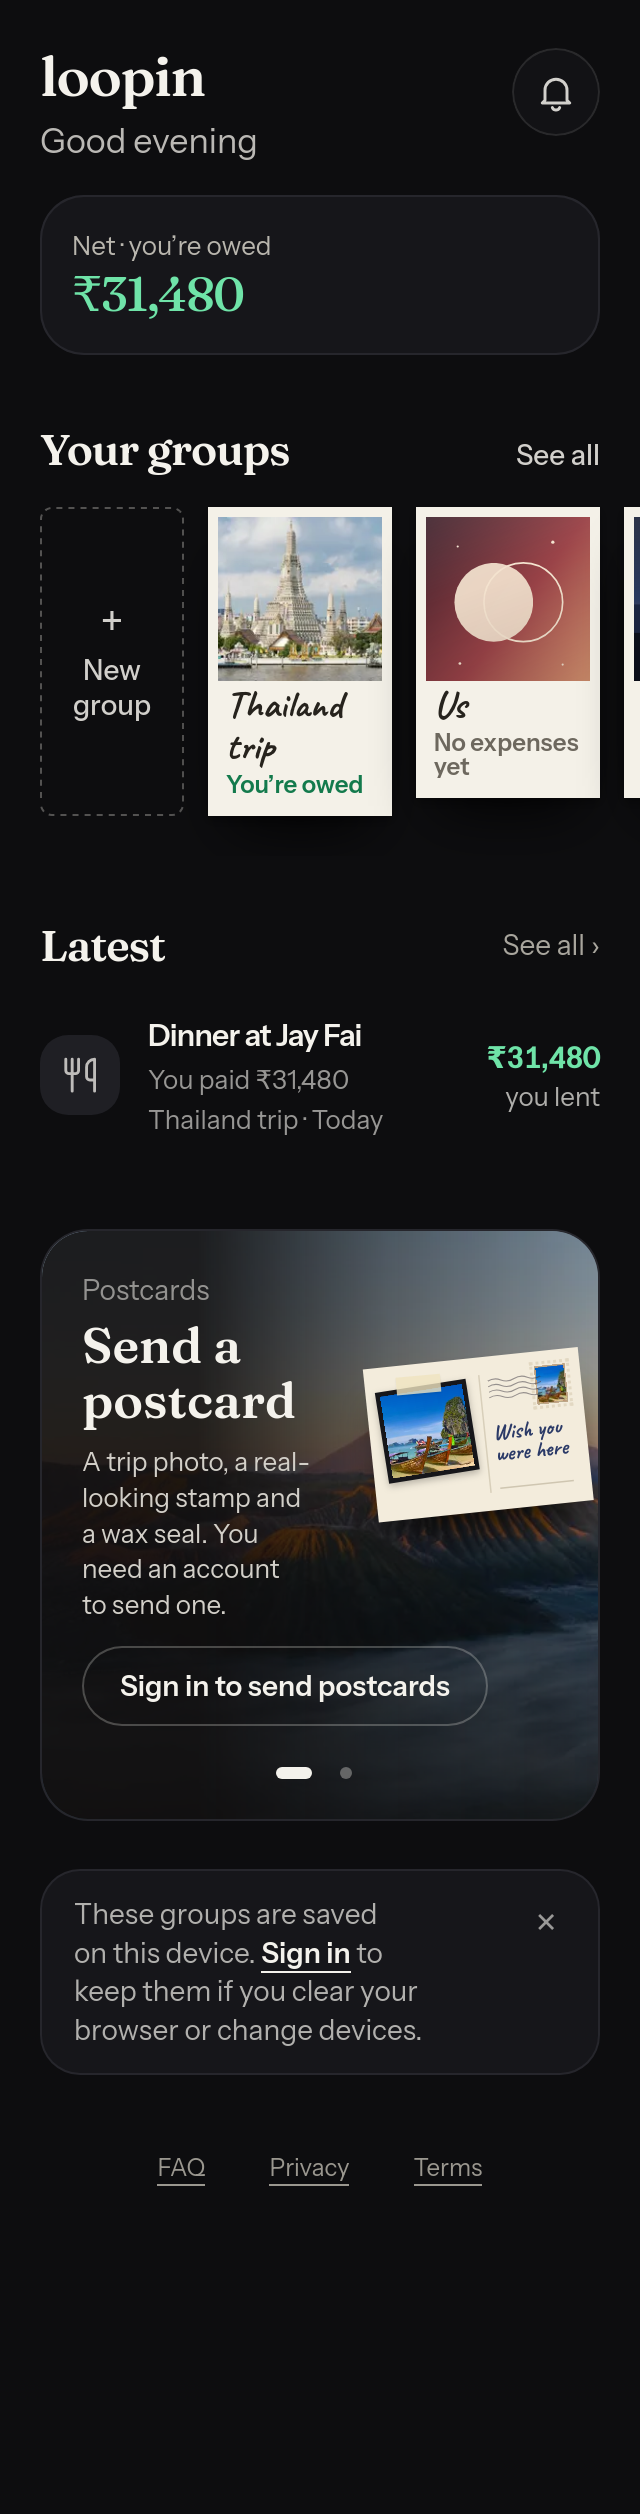 loopin
Good evening
Net · you’re owed
₹31,480
Your groups
See all
+
New
group
Thailand
trip
You’re owed
Us
No expenses
yet
Latest
See all ›
Dinner at Jay Fai
You paid ₹31,480
Thailand trip · Today
₹31,480
you lent
Postcards
Send a
postcard
A trip photo, a real-
looking stamp and
a wax seal. You
need an account
to send one.
Wish you
were here
Sign in to send postcards
These groups are saved
on this device. Sign in to
keep them if you clear your
browser or change devices.
×
FAQ
Privacy
Terms